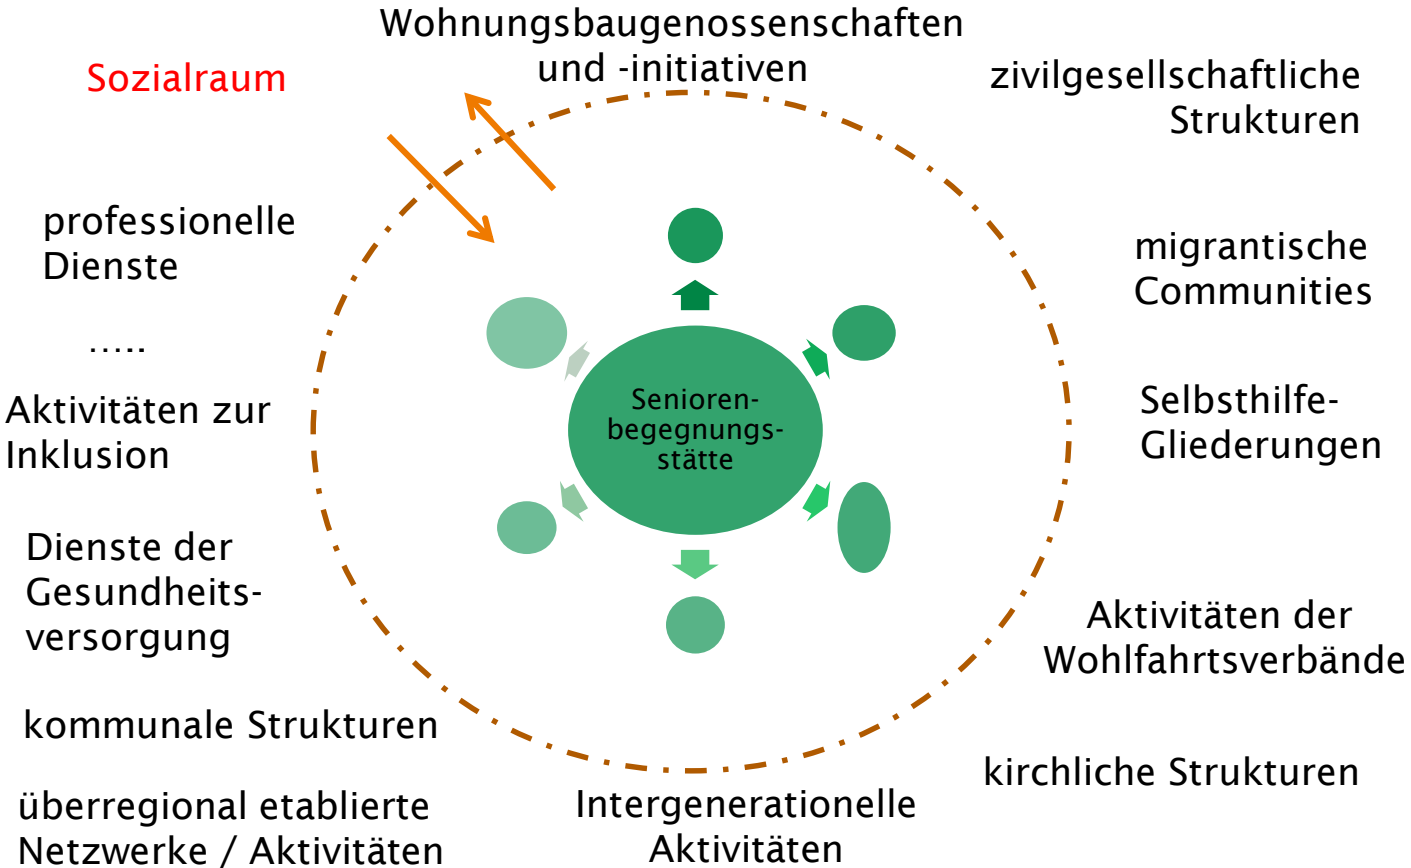 Wohnungsbaugenossenschaften
und -initiativen
Sozialraum
zivilgesellschaftliche
Strukturen
professionelle
Dienste
migrantische
Communities
…..
Aktivitäten zur
Inklusion
Senioren-
begegnungs-
stätte
Selbsthilfe-
Gliederungen
Dienste der
Gesundheits-
versorgung
Aktivitäten der
Wohlfahrtsverbände
kommunale Strukturen
kirchliche Strukturen
überregional etablierte
Netzwerke / Aktivitäten
Intergenerationelle
Aktivitäten